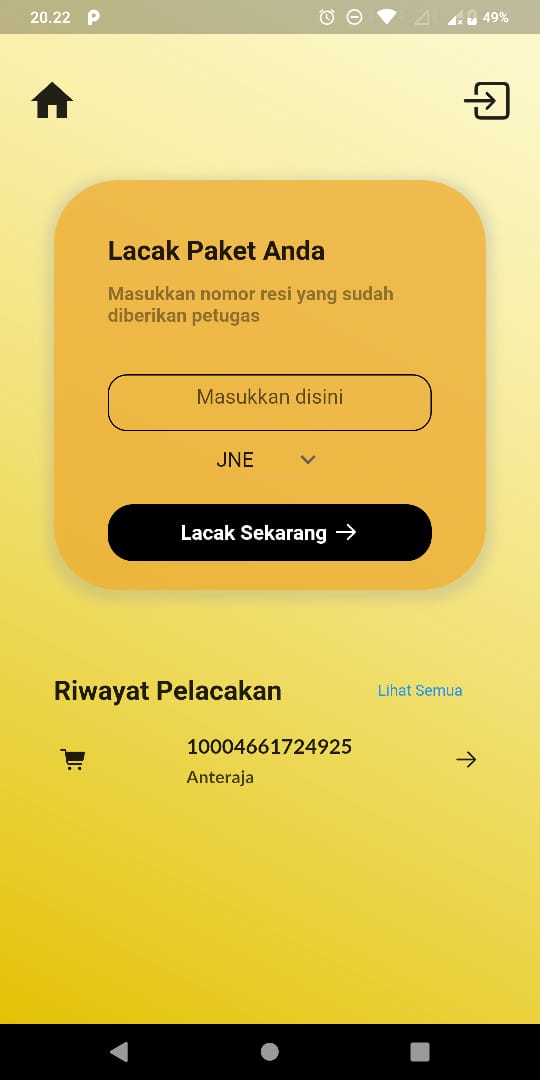 20.22
49%
Lacak Paket Anda
Masukkan nomor resi yang sudah
diberikan petugas
Masukkan disini
JNE
Lacak Sekarang
Riwayat Pelacakan
Lihat Semua
10004661724925
Anteraja